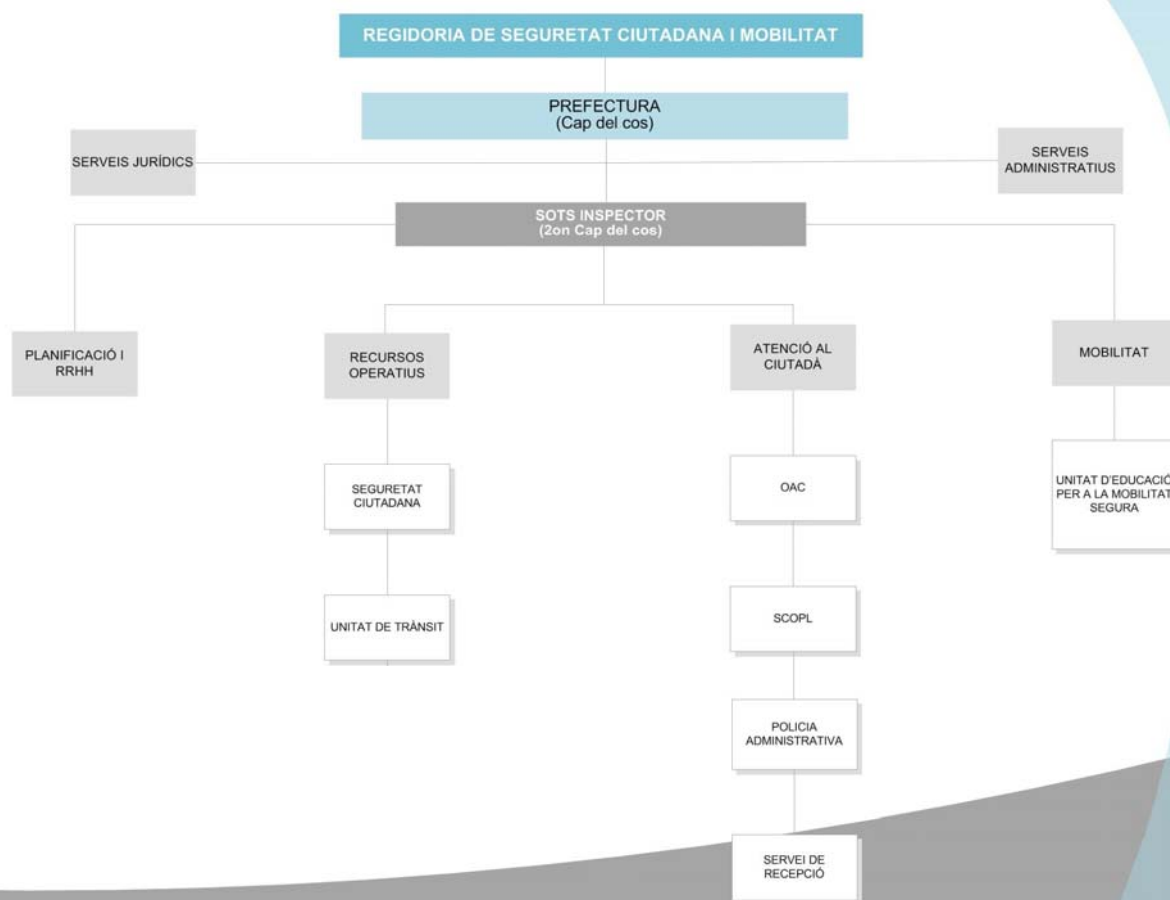 REGIDORIA DE SEGURETAT CIUTADANA I MOBILITAT
PREFECTURA
(Cap del cos)
SERVEIS JURÍDICS
SERVEIS
ADMINISTRATIUS
SOTS INSPECTOR
(2on Cap del cos)
PLANIFICACIÓ I
RRHH
RECURSOS
OPERATIUS
ATENCIÓ AL
CIUTADÀ
MOBILITAT
SEGURETAT
CIUTADANA
OAC
UNITAT D'EDUCACIÓ
PER A LA MOBILITAT
SEGURA
UNITAT DE TRÀNSIT
SCOPL
POLICIA
ADMINISTRATIVA
SERVEI DE
RECEPCIÓ